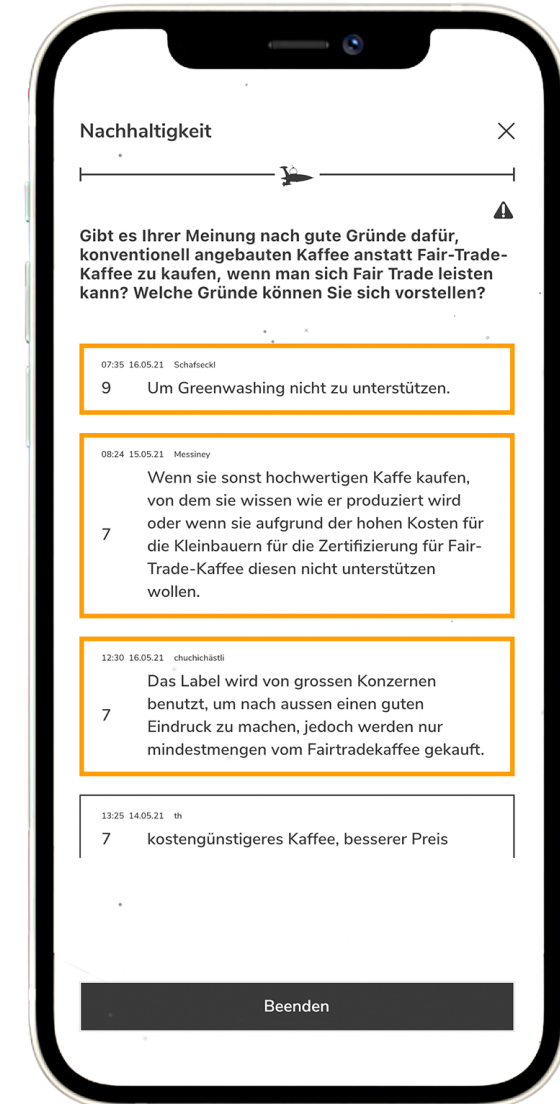 Nachhaltigkeit
Gibt es Ihrer Meinung nach gute Gründe dafür,
konventionell angebauten Kaffee anstatt Fair-Trade-
Kaffee zu kaufen, wenn man sich Fair Trade leisten
kann? Welche Gründe können Sie sich vorstellen?
07:35 16.05.21 Schafseckl
9 Um Greenwashing nicht zu unterstützen.
08:24 15.05.21 Messiney
Wenn sie sonst hochwertigen Kaffe kaufen,
von dem sie wissen wie er produziert wird
oder wenn sie aufgrund der hohen Kosten für
7
die Kleinbauern für die Zertifizierung für Fair-
Trade-Kaffee diesen nicht unterstützen
wollen.
12:30 16.05.21 chuchichästli
Das Label wird von grossen Konzernen
benutzt, um nach aussen einen guten
7
Eindruck zu machen, jedoch werden nur
mindestmengen vom Fairtradekaffee gekauft.
13:25 14.05.21 th
7 kostengünstigeres Kaffee, besserer Preis
Beenden